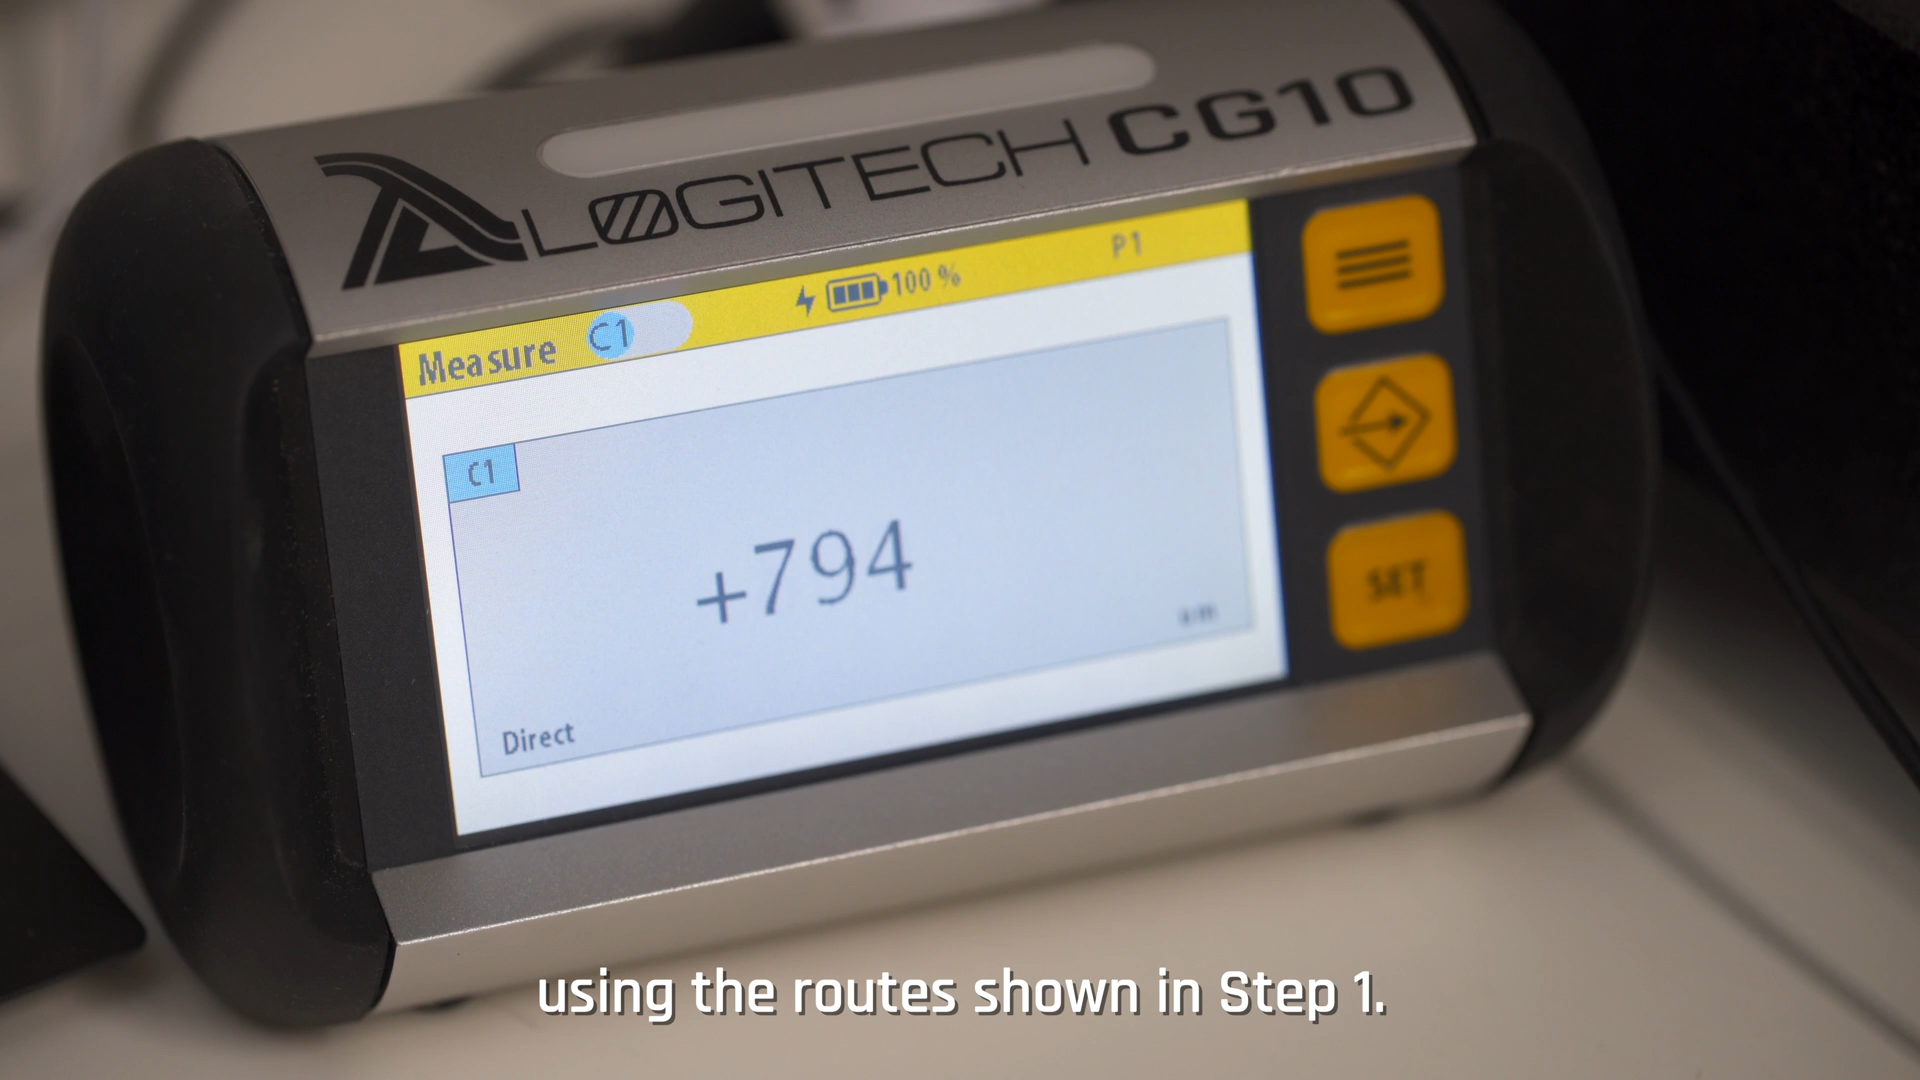 LOGITECH CG10
Measure C1 100 % P1
C1
+794
Direct
SET
using the routes shown in Step 1.